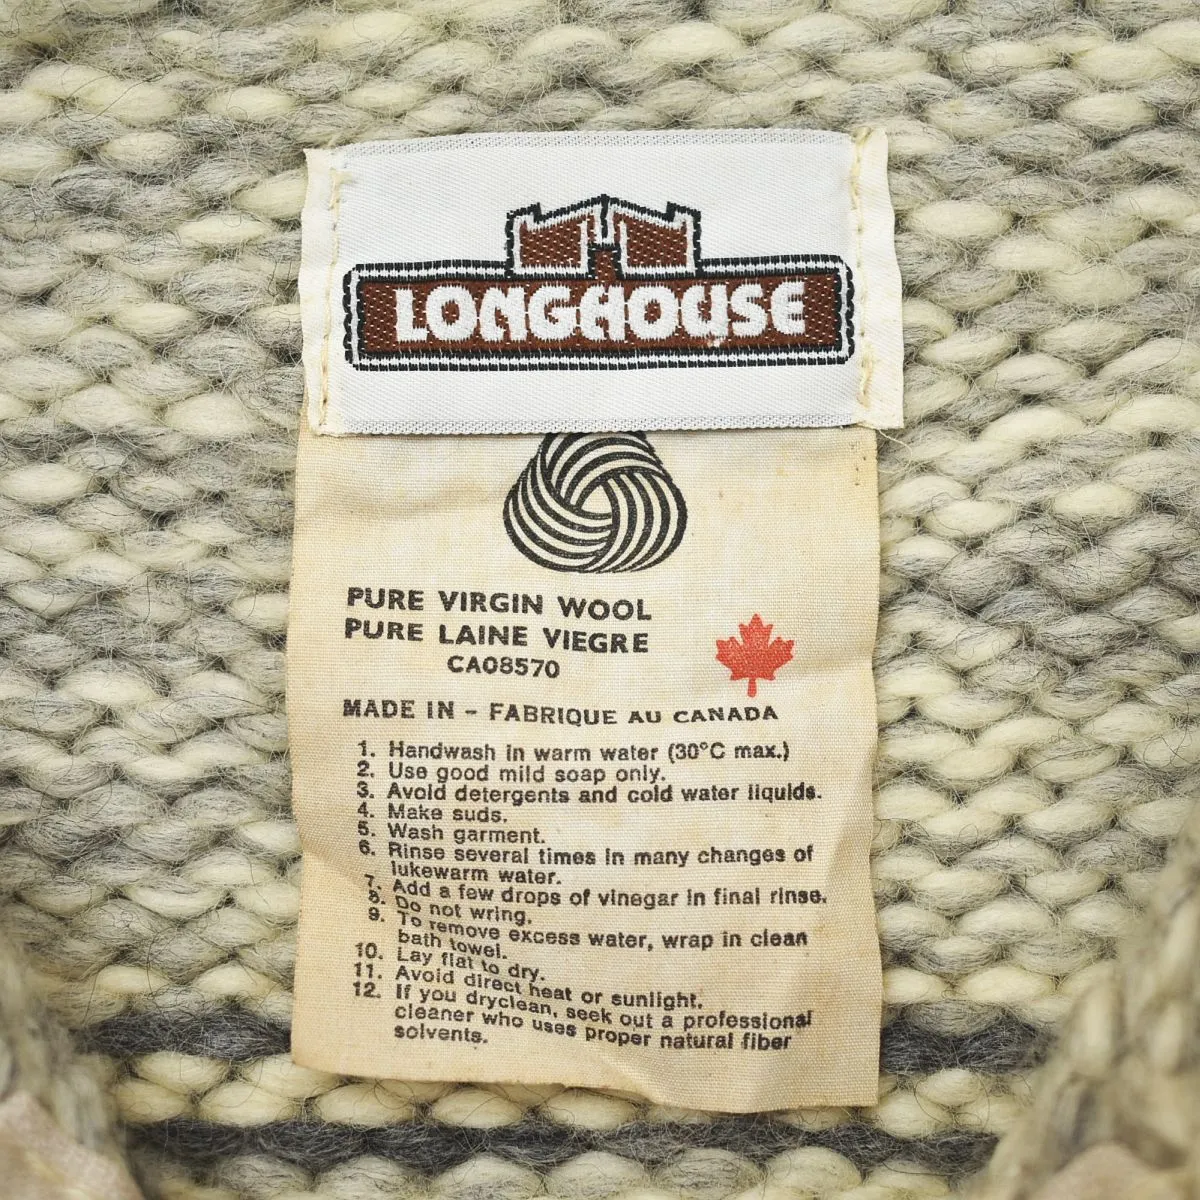 LONGHOUSE
PURE VIRGIN WOOL
PURE LAINE VIEGRE
CA08570
MADE IN - FABRIQUE AU CANADA
1. Handwash in warm water (30°C max.)
2. Use good mild soap only.
3. Avoid detergents and cold water liquids.
4. Make suds.
5. Wash garment.
6. Rinse several times in many changes of
lukewarm water.
7. Add a few drops of vinegar in final rinse.
8. Do not wring.
9. To remove excess water, wrap in clean
bath towel.
10. Lay flat to dry.
11. Avoid direct heat or sunlight.
12. If you dryclean, seek out a professional
cleaner who uses proper natural fiber
solvents.